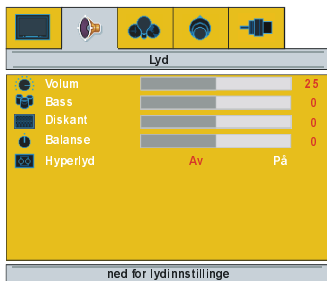 Lyd
Volum 25
Bass 0
Diskant 0
Balanse 0
Hyperlyd Av På
ned for lydinnstillinge